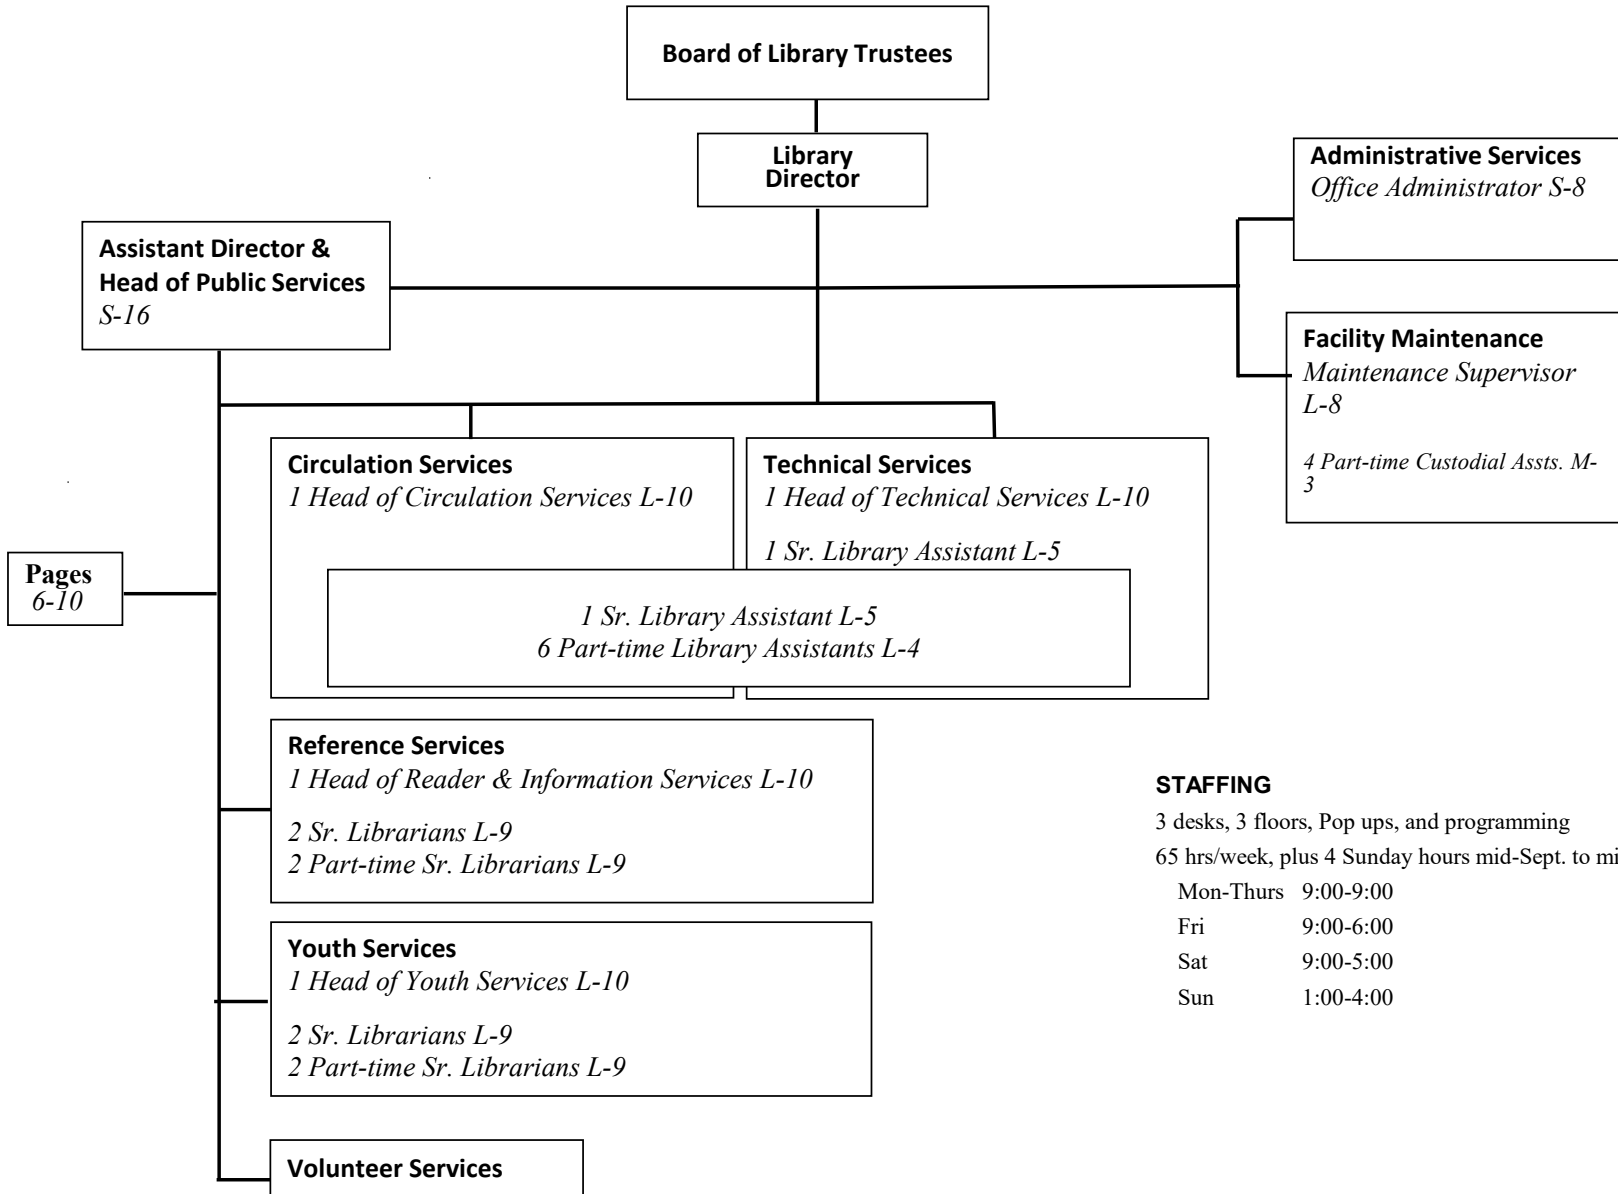 Board of Library Trustees
Library
Director
Administrative Services
Office Administrator S-8
Assistant Director &
Head of Public Services
S-16
Facility Maintenance
Maintenance Supervisor
L-8
4 Part-time Custodial Assts. M-
3
Circulation Services
1 Head of Circulation Services L-10
Technical Services
1 Head of Technical Services L-10
1 Sr. Library Assistant L-5
1 Sr. Library Assistant L-5
6 Part-time Library Assistants L-4
Pages
6-10
Reference Services
1 Head of Reader & Information Services L-10
2 Sr. Librarians L-9
2 Part-time Sr. Librarians L-9
Youth Services
1 Head of Youth Services L-10
2 Sr. Librarians L-9
2 Part-time Sr. Librarians L-9
Volunteer Services
STAFFING
3 desks, 3 floors, Pop ups, and programming
65 hrs/week, plus 4 Sunday hours mid-Sept. to
Mon-Thurs 9:00-9:00
Fri 9:00-6:00
Sat 9:00-5:00
Sun 1:00-4:00